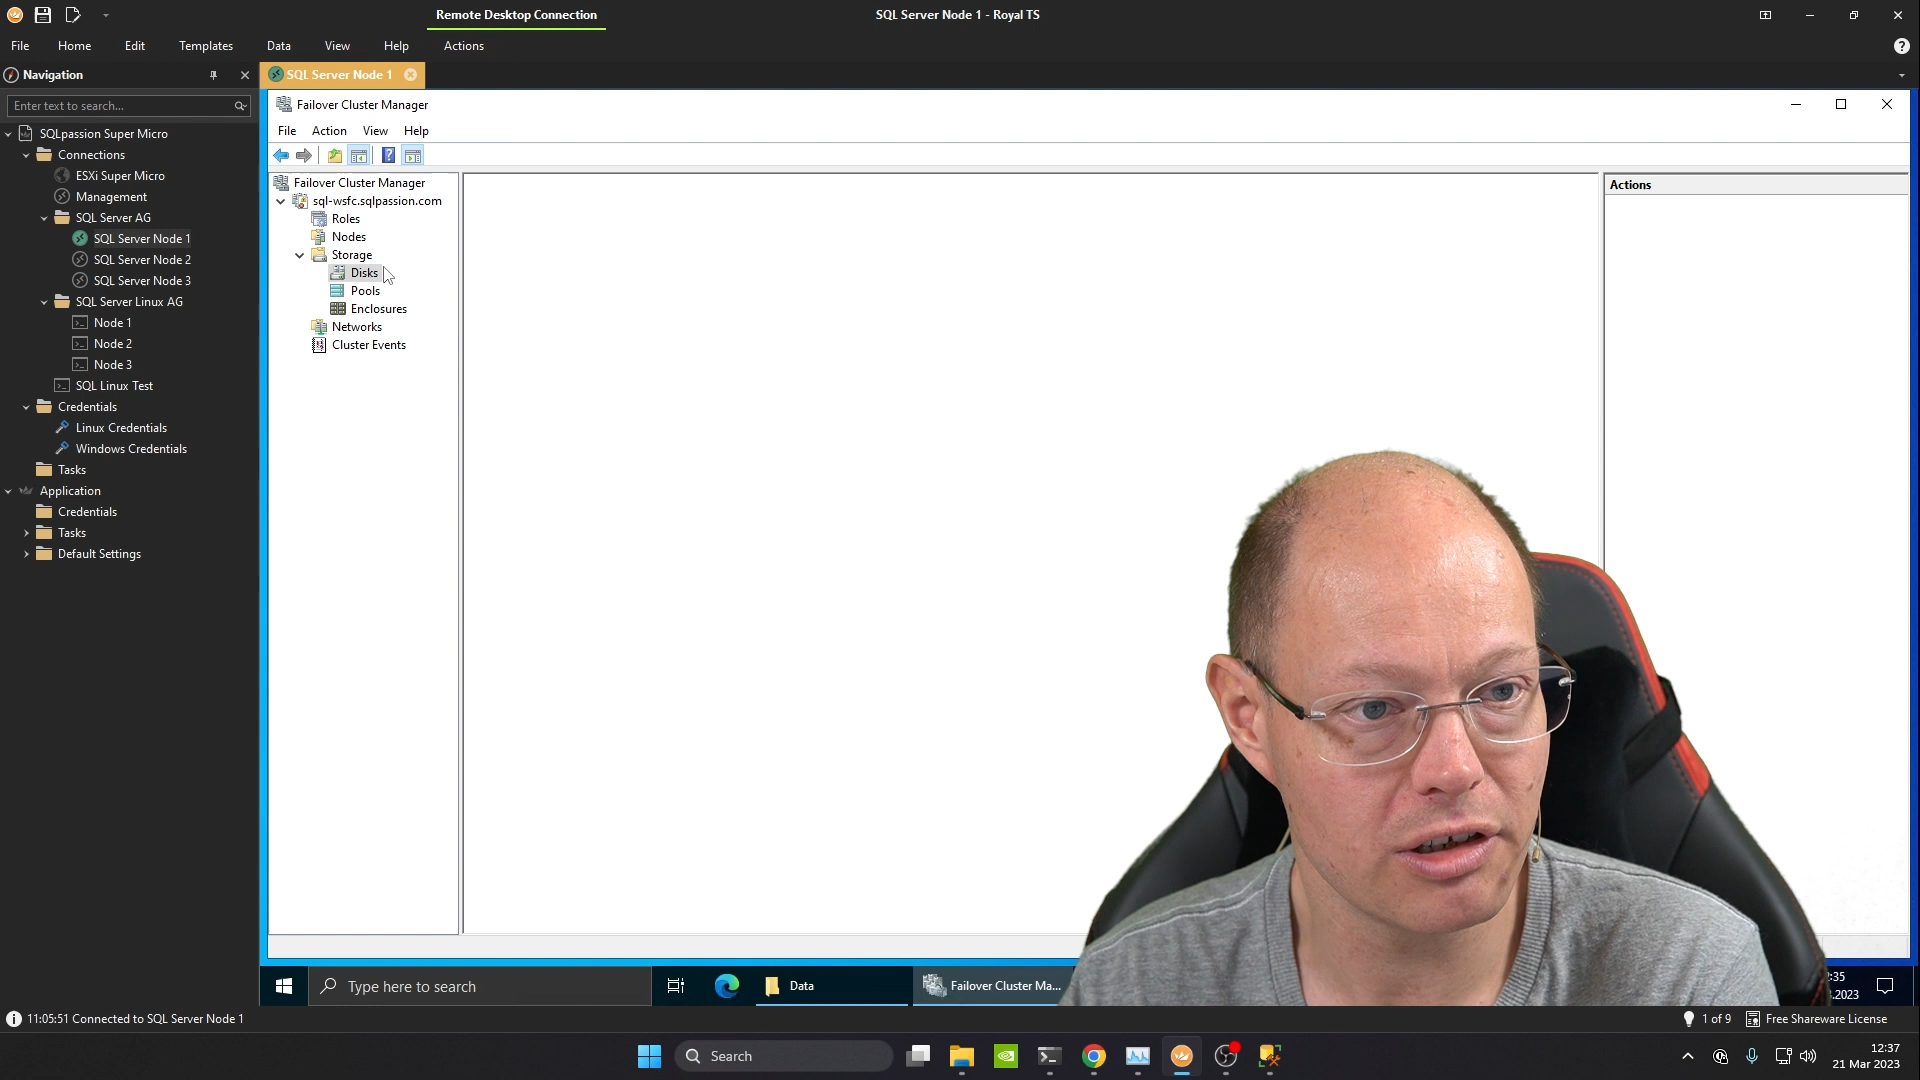 Remote Desktop Connection
SQL Server Node 1 - Royal TS
File Home Edit Templates Data View Help Actions
Navigation
SQL Server Node 1
Enter text to search...
SQLpassion Super Micro
Connections
ESXi Super Micro
Management
SQL Server AG
SQL Server Node 1
SQL Server Node 2
SQL Server Node 3
SQL Server Linux AG
Node 1
Node 2
Node 3
SQL Linux Test
Credentials
Linux Credentials
Windows Credentials
Tasks
Application
Credentials
Tasks
Default Settings
Failover Cluster Manager
File Action View Help
Failover Cluster Manager
sql-wsfc.sqlpassion.com
Roles
Nodes
Storage
Disks
Pools
Enclosures
Networks
Cluster Events
Actions
Type here to search
Data
Failover Cluster Ma...
:35
.2023
11:05:51 Connected to SQL Server Node 1
1 of 9
Free Shareware License
Search
12:37
21 Mar 2023